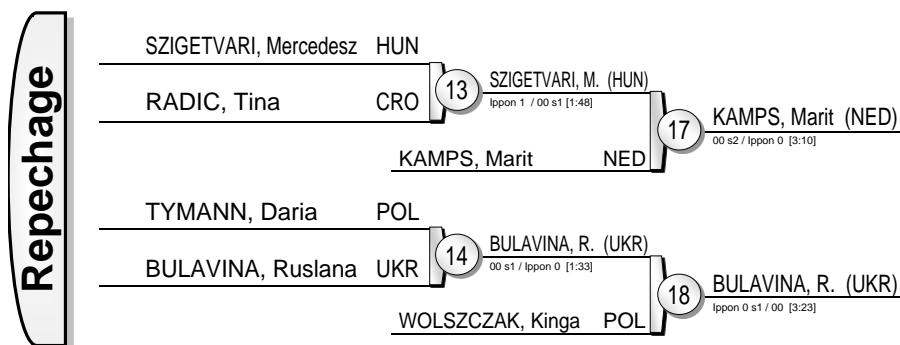 Repechage
SZIGETVARI, Mercedesz HUN
RADIC, Tina CRO
13
SZIGETVARI, M. (HUN)
Ippon 1 / 00 s1 [1:48]
KAMPS, Marit NED
17
KAMPS, Marit (NED)
00 s2 / Ippon 0 [3:10]
TYMANN, Daria POL
BULAVINA, Ruslana UKR
14
BULAVINA, R. (UKR)
00 s1 / Ippon 0 [1:33]
WOLSZCZAK, Kinga POL
18
BULAVINA, R. (UKR)
Ippon 0 s1 / 00 [3:23]